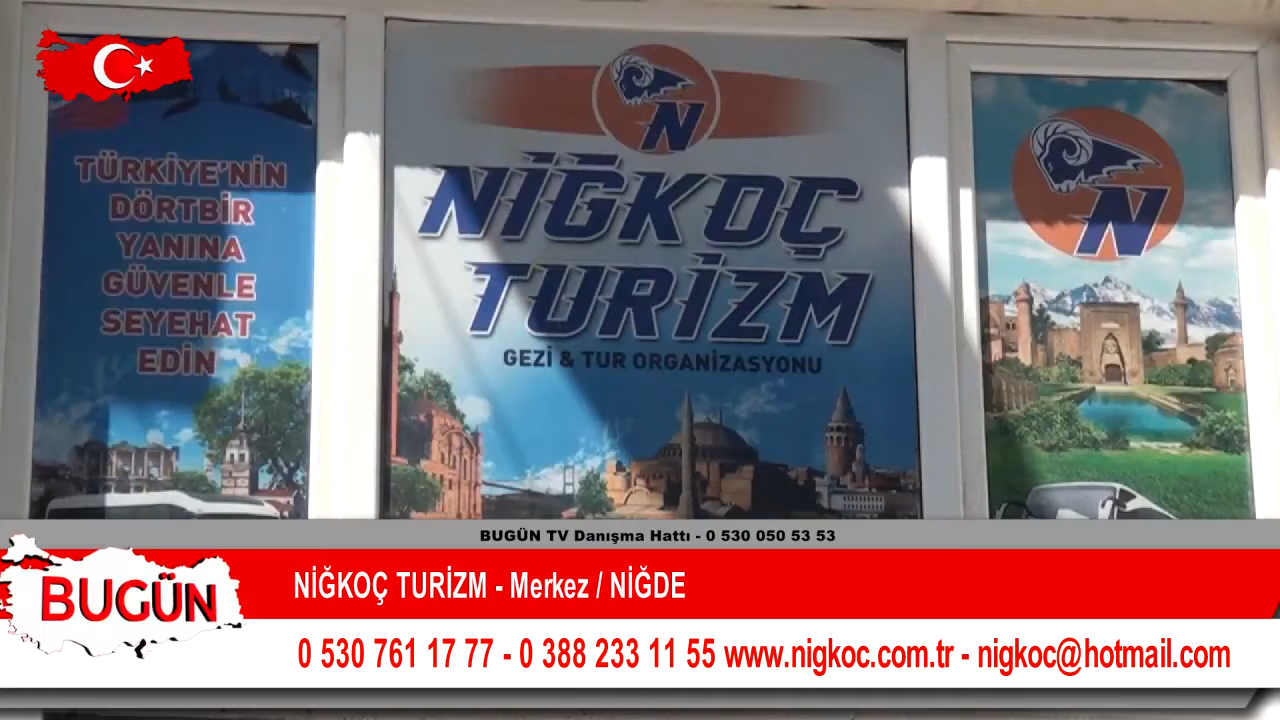 TÜRKİYE'NİN
DÖRTBİR
YANINA
GÜVENLE
SEYEHAT
EDİN
N
NİĞKOÇ
TURİZM
GEZİ & TUR ORGANİZASYONU
N
BUGÜN TV Danışma Hattı - 0 530 050 53 53
BUGÜN
NİĞKOÇ TURİZM - Merkez / NİĞDE
0 530 761 17 77 - 0 388 233 11 55 www.nigkoc.com.tr - nigkoc@hotmail.com